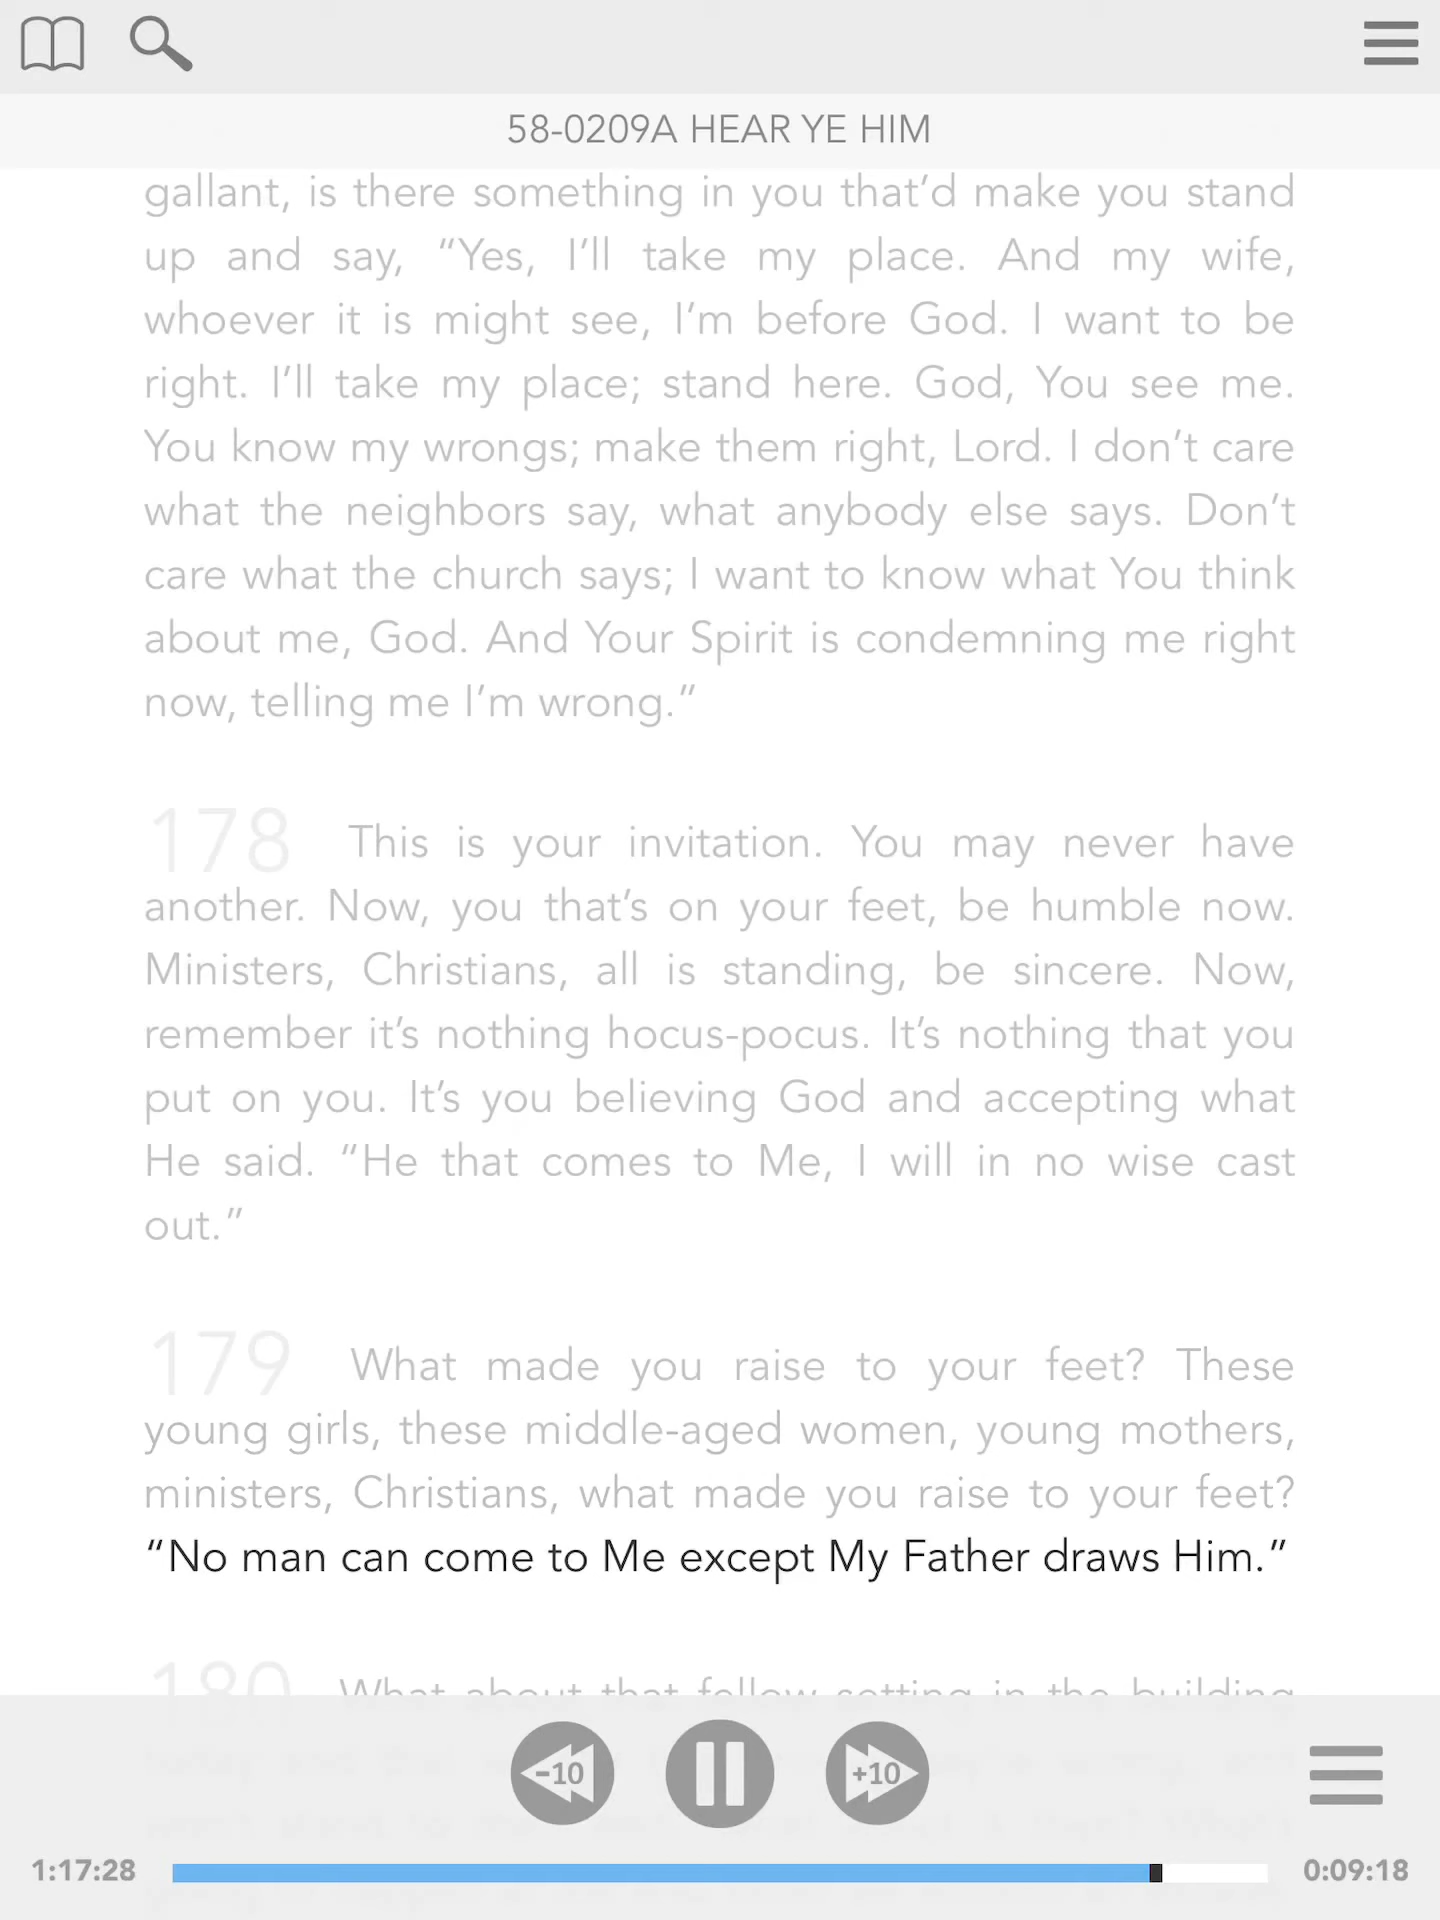 58-0209A HEAR YE HIM
gallant, is there something in you that’d make you stand
up and say, “Yes, I’ll take my place. And my wife,
whoever it is might see, I’m before God. I want to be
right. I’ll take my place; stand here. God, You see me.
You know my wrongs; make them right, Lord. I don’t care
what the neighbors say, what anybody else says. Don’t
care what the church says; I want to know what You think
about me, God. And Your Spirit is condemning me right
now, telling me I’m wrong.”
178 This is your invitation. You may never have
another. Now, you that’s on your feet, be humble now.
Ministers, Christians, all is standing, be sincere. Now,
remember it’s nothing hocus-pocus. It’s nothing that you
put on you. It’s you believing God and accepting what
He said. “He that comes to Me, I will in no wise cast
out.”
179 What made you raise to your feet? These
young girls, these middle-aged women, young mothers,
ministers, Christians, what made you raise to your feet?
“No man can come to Me except My Father draws Him.”
180 What about that fellow setting in the building
-10 +10
1:17:28 0:09:18